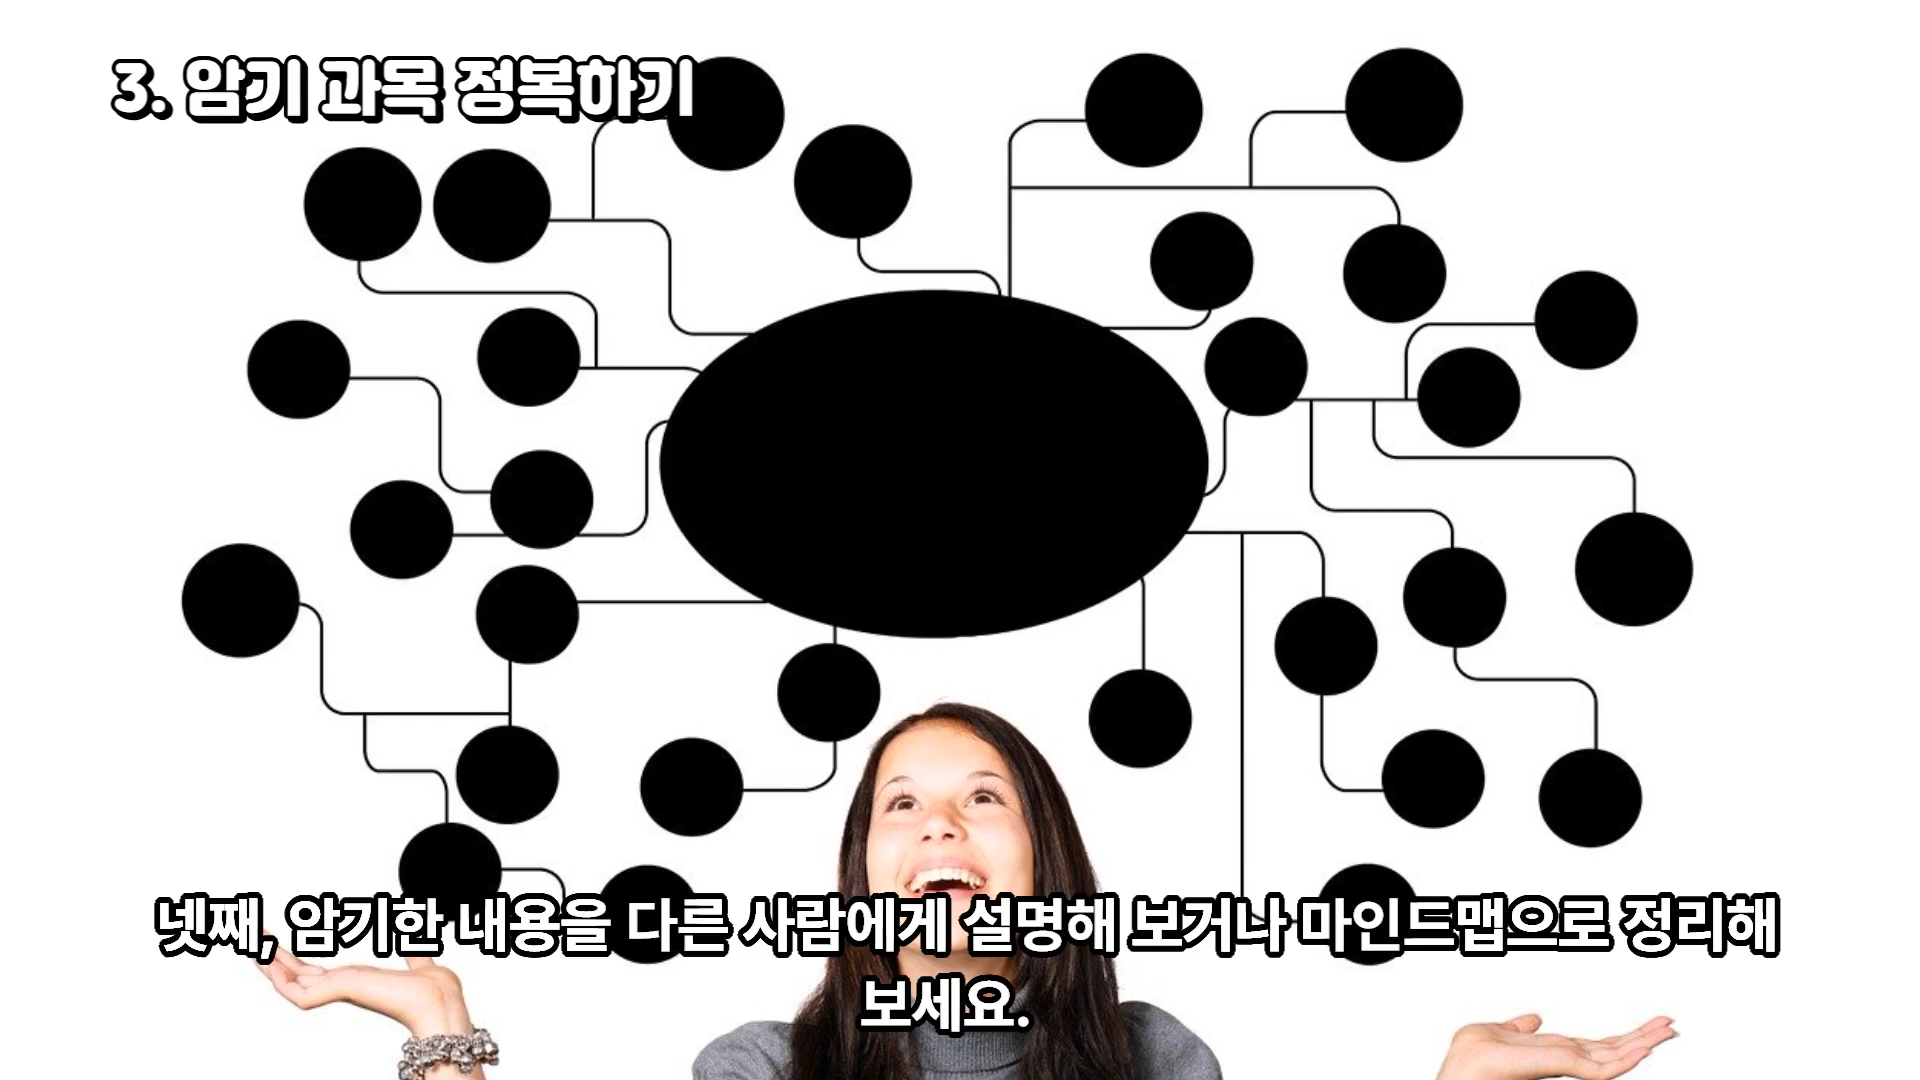 3. 암기 과목 정복하기
넷째, 암기한 내용을 다른 사람에게 설명해 보거나 마인드맵으로 정리해
보세요.